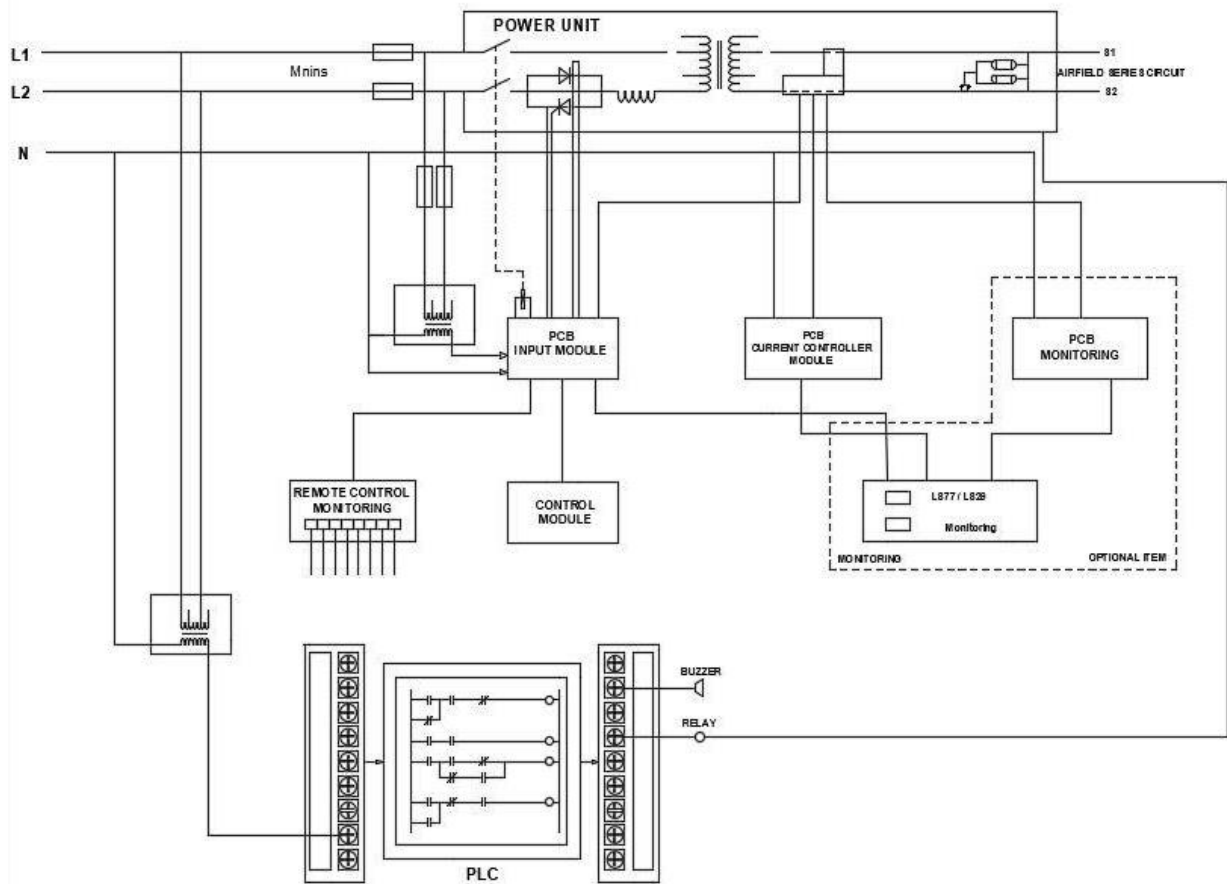 POWER UNIT
L1
S1
Mnins
AIRFIELD SERIES CIRCUIT
L2
S2
N
PCB
INPUT MODULE
PCB
CURRENT CONTROLLER
MODULE
PCB
MONITORING
REMOTE CONTROL
MONITORING
CONTROL
MODULE
L877 / L829
Monitoring
MONITORING
OPTIONAL ITEM
BUZZER
RELAY
PLC